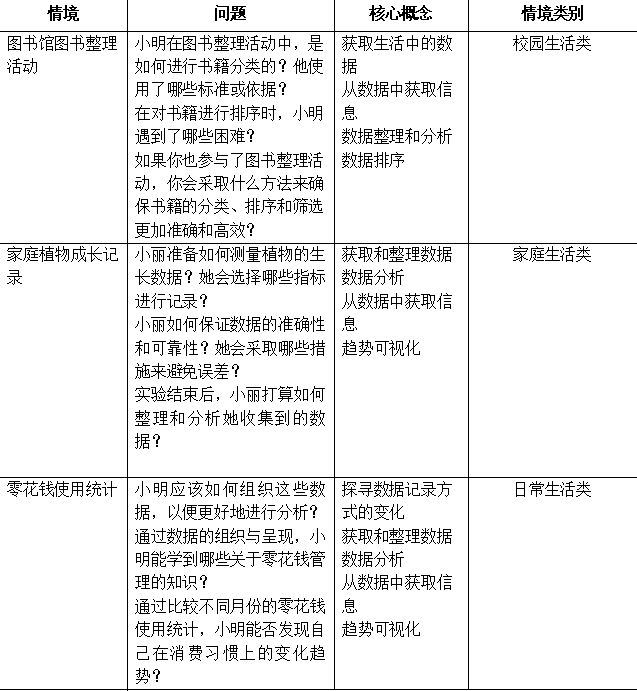 情境 问题 核心概念 情境类别
图书馆图书整理
活动
小明在图书整理活动中，是
如何进行书籍分类的？他使
用了哪些标准或依据？
在对书籍进行排序时，小明
遇到了哪些困难？
如果你也参与了图书整理活
动，你会采取什么方法来确
保书籍的分类、排序和筛选
更加准确和高效？
获取生活中的数
据
从数据中获取信
息
数据整理和分析
数据排序
校园生活类
家庭植物成长记
录
小丽准备如何测量植物的生
长数据？她会选择哪些指标
进行记录？
小丽如何保证数据的准确性
和可靠性？她会采取哪些措
施来避免误差？
实验结束后，小丽打算如何
整理和分析她收集到的数
据？
获取和整理数据
数据分析
从数据中获取信
息
趋势可视化
家庭生活类
零花钱使用统计
小明应该如何组织这些数
据，以便更好地进行分析？
通过数据的组织与呈现，小
明能学到哪些关于零花钱管
理的知识？
通过比较不同月份的零花钱
使用统计，小明能否发现自
己在消费习惯上的变化趋
势？
探寻数据记录方
式的变化
获取和整理数据
数据分析
从数据中获取信
息
趋势可视化
日常生活类